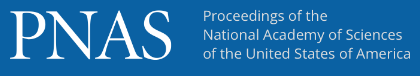 PNAS
Proceedings of the
National Academy of Sciences
of the United States of America